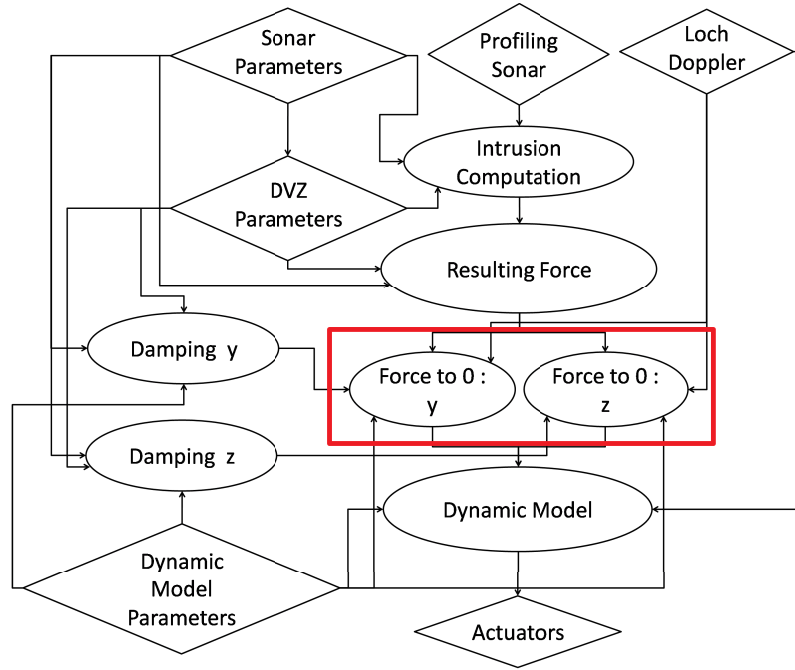 Sonar
Parameters
Profiling
Sonar
Loch
Doppler
Intrusion
Computation
DVZ
Parameters
Resulting Force
Damping y
Force to 0 :
y
Force to 0 :
z
Damping z
Dynamic Model
Dynamic
Model
Parameters
Actuators